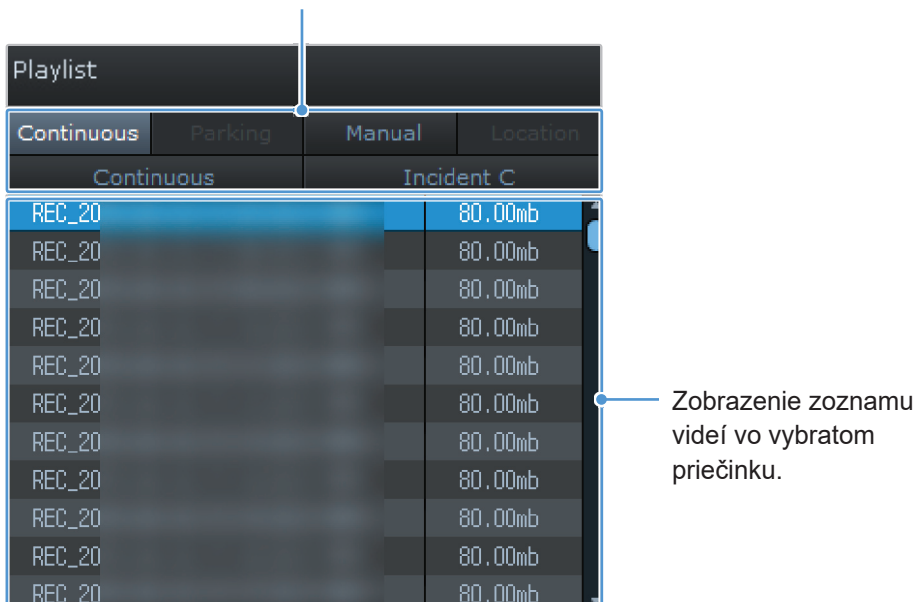 Playlist
Continuous Parking Manual Location
Continuous Incident C
REC_20 80.00mb
REC_20 80.00mb
REC_20 80.00mb
REC_20 80.00mb
REC_20 80.00mb
REC_20 80.00mb
Zobrazenie zoznamu
videí vo vybratom
priečinku.
REC_20 80.00mb
REC_20 80.00mb
REC_20 80.00mb
REC_20 80.00mb
REC_20 80.00mb